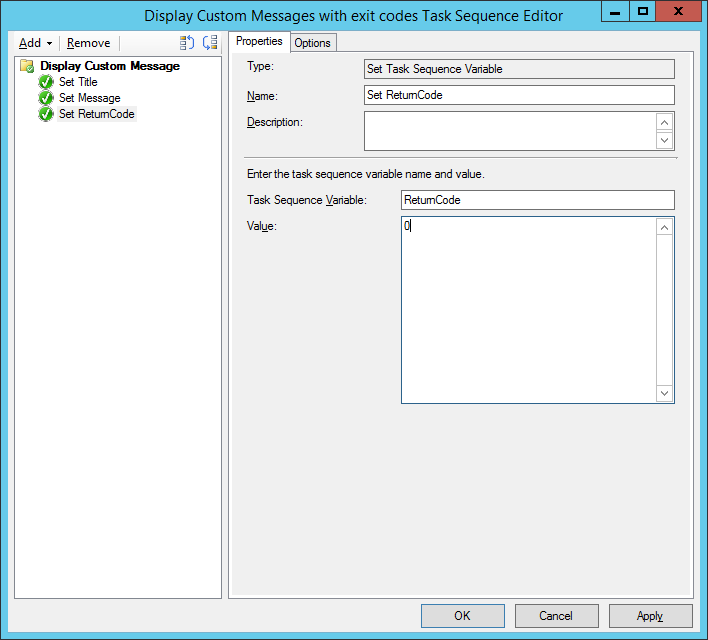 Display Custom Messages with exit codes Task Sequence Editor
Add Remove
Display Custom Message
Set Title
Set Message
Set ReturnCode
Properties Options
Type: Set Task Sequence Variable
Name: Set ReturnCode
Description:
Enter the task sequence variable name and value.
Task Sequence Variable: ReturnCode
Value: 0
OK Cancel Apply